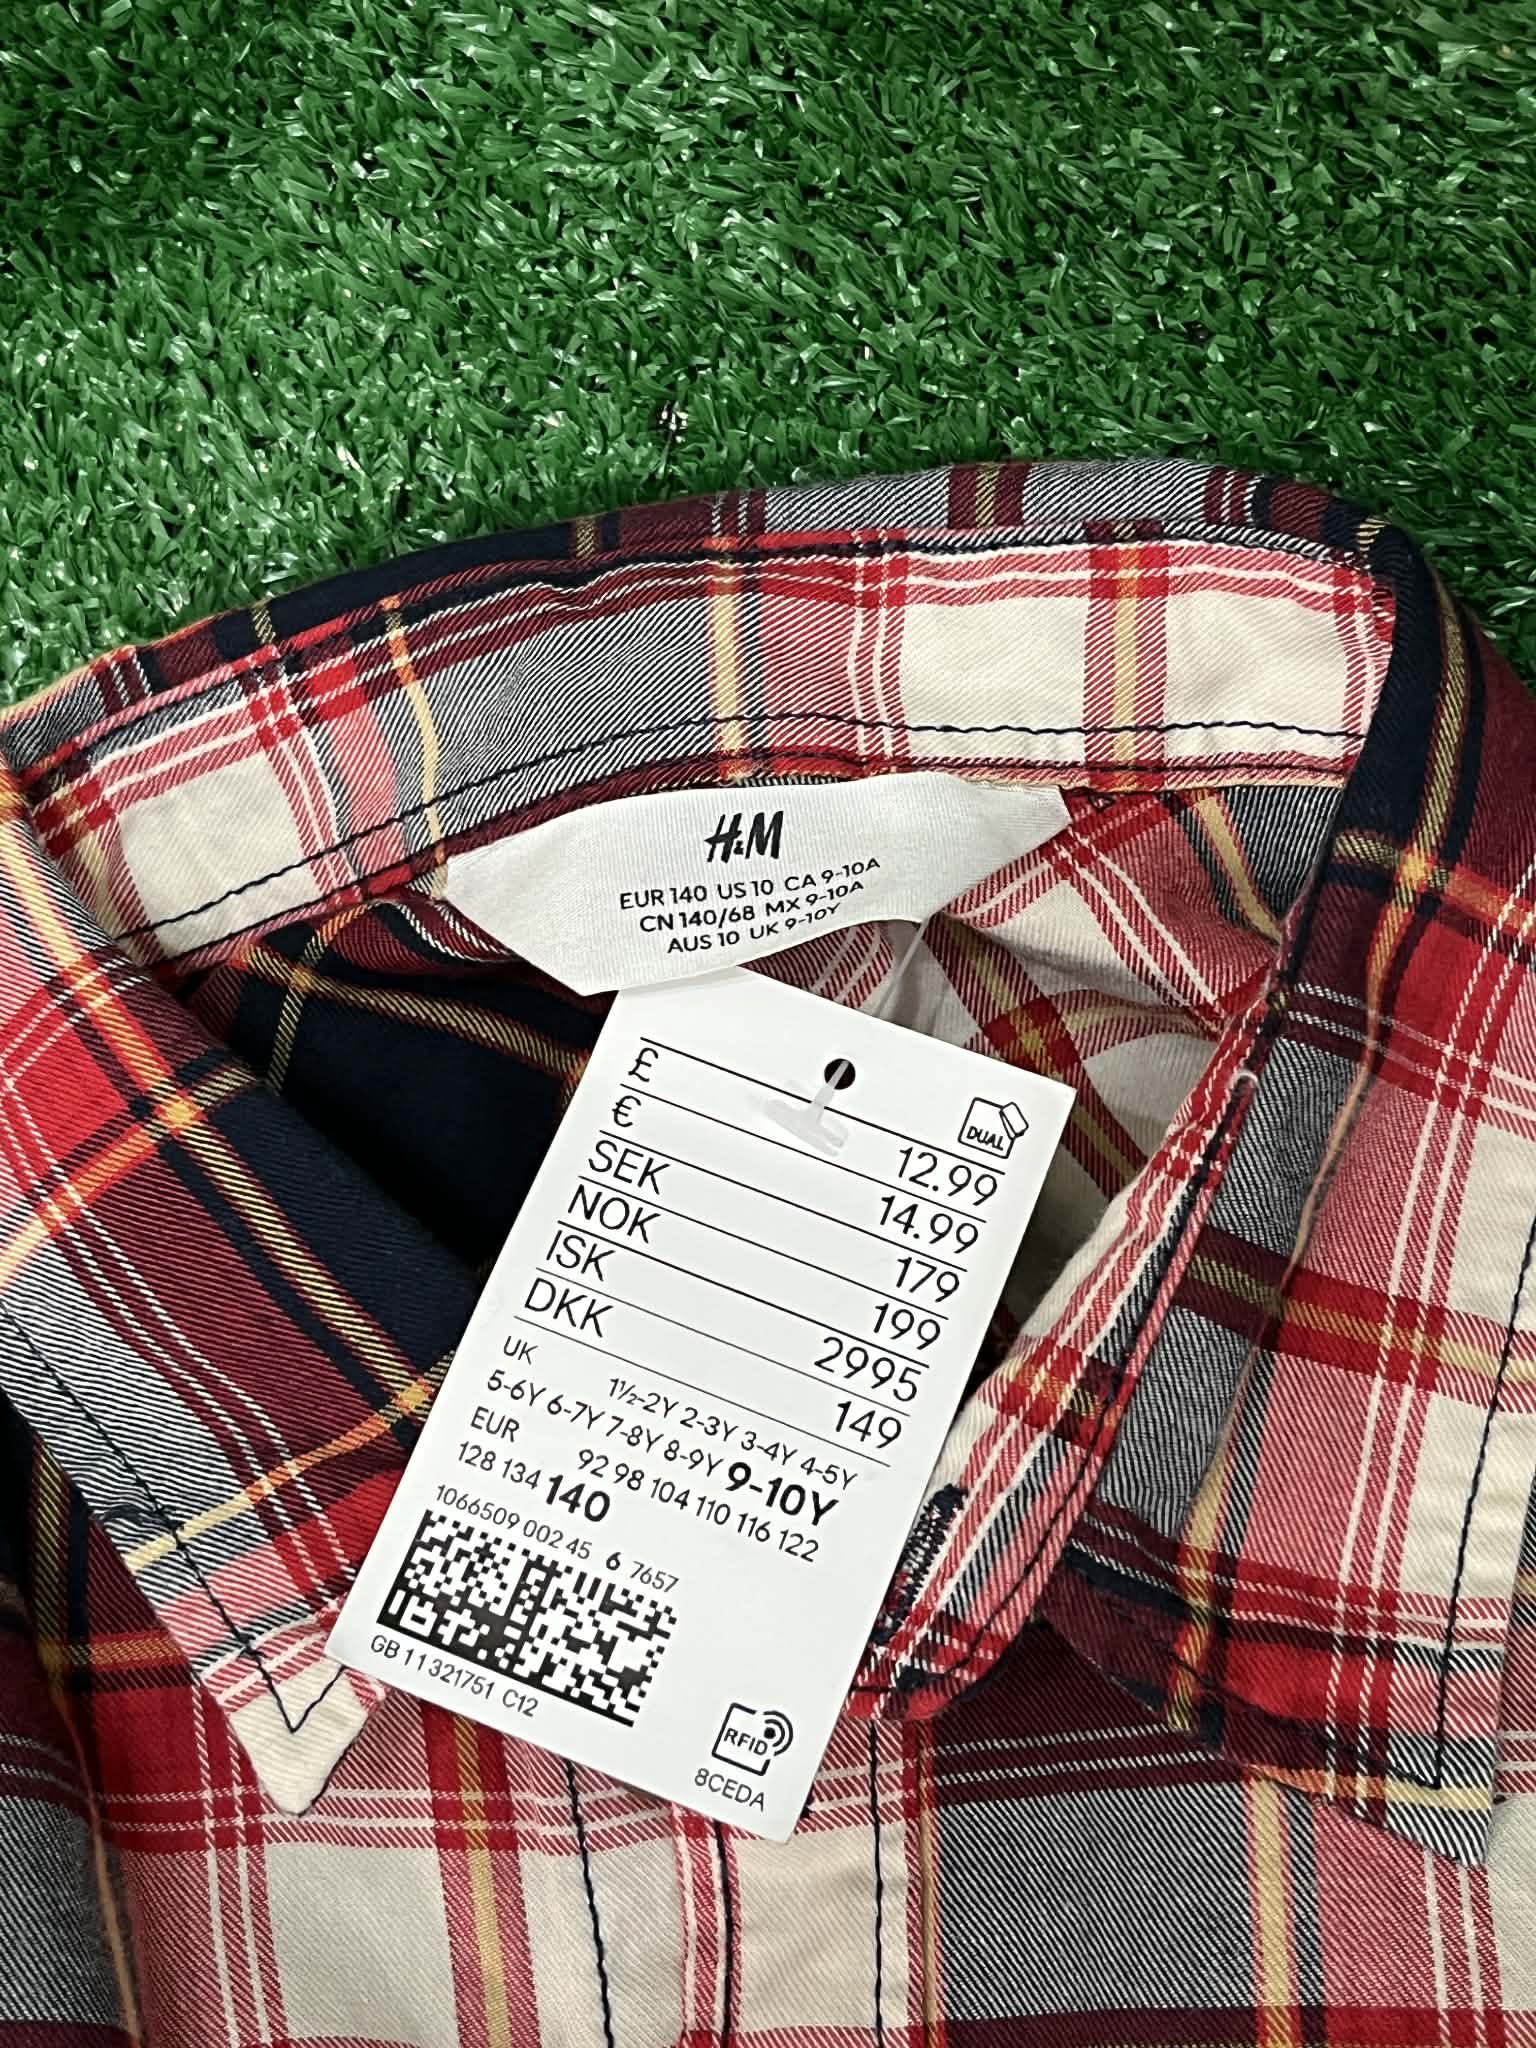 H&M
EUR 140 US 10 CA 9-10A
CN 140/68 MX 9-10A
AUS 10 UK 9-10Y
DUAL
£ 12.99
€ 14.99
SEK 179
NOK 199
ISK 2995
DKK 149
UK 1½-2Y 2-3Y 3-4Y 4-5Y
5-6Y 6-7Y 7-8Y 8-9Y 9-10Y
EUR 92 98 104 110 116 122
128 134 140
1066509 002 45 6 7657
GB 1 1 321751 C12
RFID
8CEDA